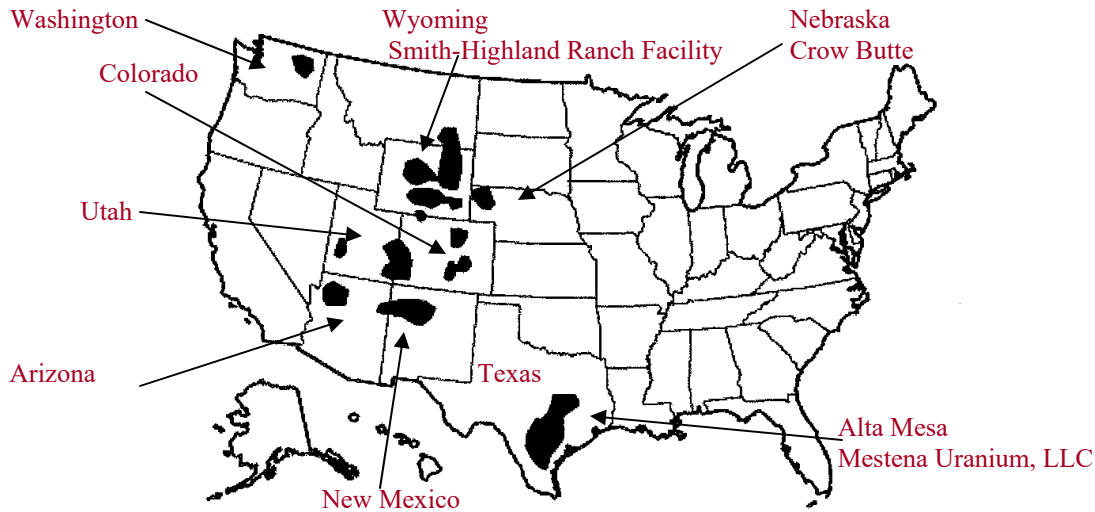 Washington
Wyoming
Smith-Highland Ranch Facility
Nebraska
Crow Butte
Colorado
Utah
Arizona
Texas
Alta Mesa
Mestena Uranium, LLC
New Mexico